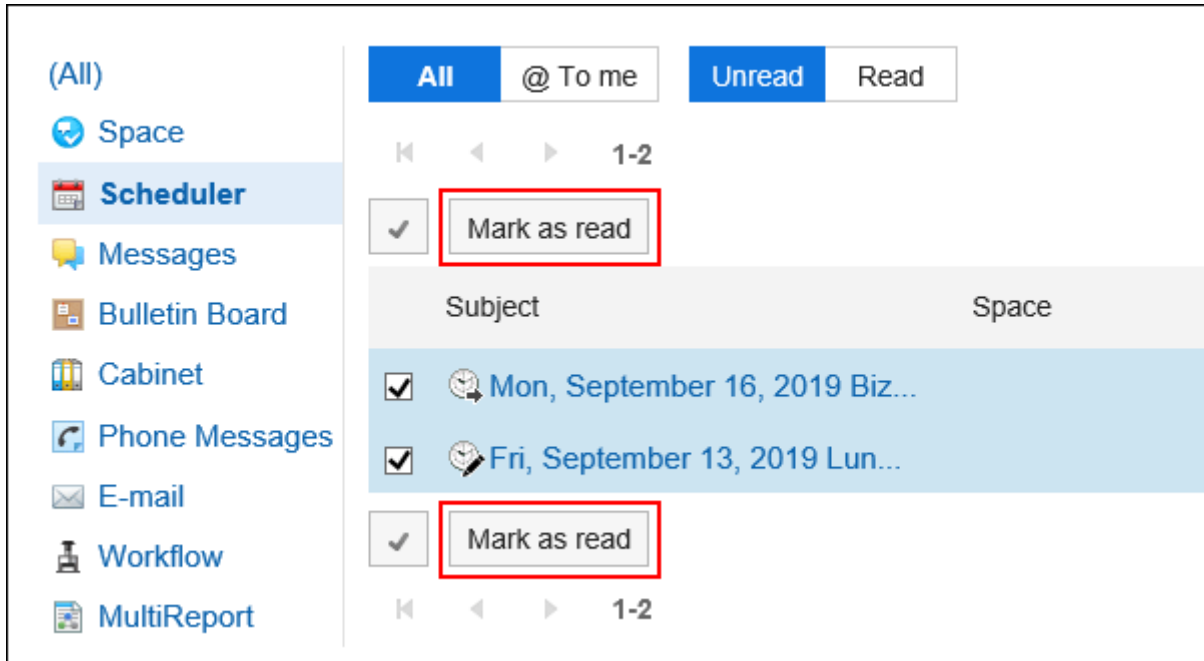 (All)
Space
Scheduler
Messages
Bulletin Board
Cabinet
Phone Messages
E-mail
Workflow
MultiReport
All @ To me Unread Read
1-2
Mark as read
Subject Space
Mon, September 16, 2019 Biz...
Fri, September 13, 2019 Lun...
Mark as read
1-2